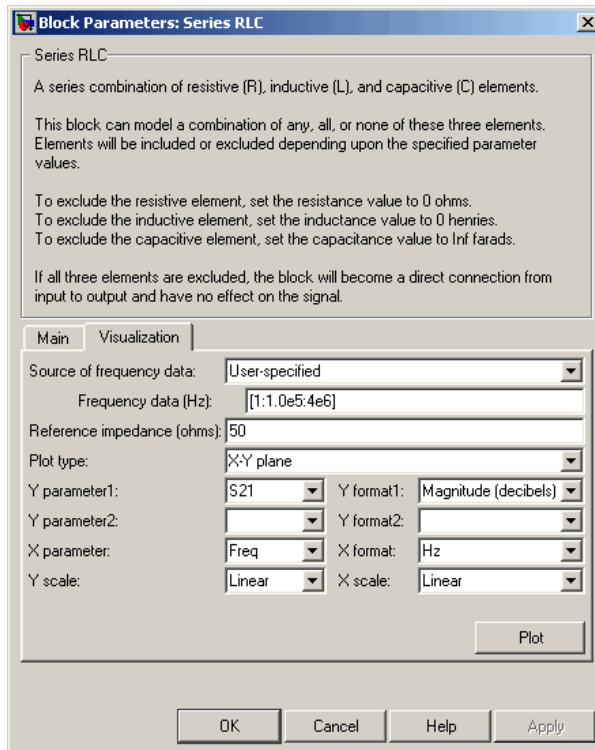 Block Parameters: Series RLC
Series RLC
A series combination of resistive (R), inductive (L), and capacitive (C) elements.
This block can model a combination of any, all, or none of these three elements.
Elements will be included or excluded depending upon the specified parameter
values.
To exclude the resistive element, set the resistance value to 0 ohms.
To exclude the inductive element, set the inductance value to 0 henries.
To exclude the capacitive element, set the capacitance value to Inf farads.
If all three elements are excluded, the block will become a direct connection from
input to output and have no effect on the signal.
Main Visualization
Source of frequency data: User-specified
Frequency data (Hz): [1:1.0e5:4e6]
Reference impedance (ohms): 50
Plot type: X-Y plane
Y parameter1: S21 Y format1: Magnitude (decibels)
Y parameter2: Y format2:
X parameter: Freq X format: Hz
Y scale: Linear X scale: Linear
Plot
OK Cancel Help Apply